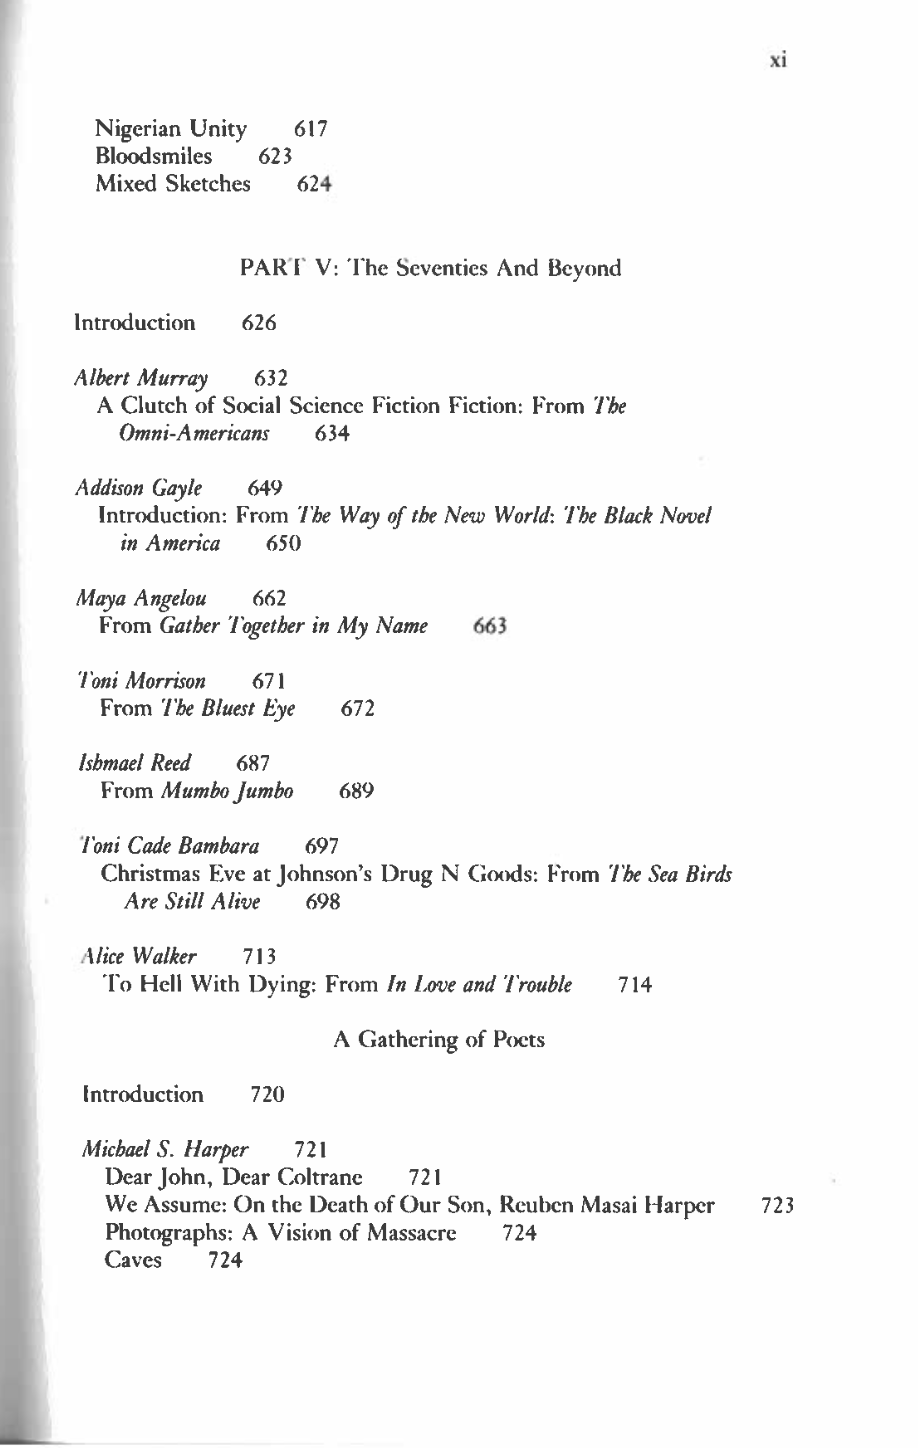 xi
Nigerian Unity 617
Bloodsmiles 623
Mixed Sketches 624
PART V: The Seventies And Beyond
Introduction 626
Albert Murray 632
A Clutch of Social Science Fiction Fiction: From The
Omni-Americans 634
Addison Gayle 649
Introduction: From The Way of the New World: The Black Novel
in America 650
Maya Angelou 662
From Gather Together in My Name 663
Toni Morrison 671
From The Bluest Eye 672
Ishmael Reed 687
From Mumbo Jumbo 689
Toni Cade Bambara 697
Christmas Eve at Johnson's Drug N Goods: From The Sea Birds
Are Still Alive 698
Alice Walker 713
To Hell With Dying: From In Love and Trouble 714
A Gathering of Poets
Introduction 720
Michael S. Harper 721
Dear John, Dear Coltrane 721
We Assume: On the Death of Our Son, Reuben Masai Harper 723
Photographs: A Vision of Massacre 724
Caves 724